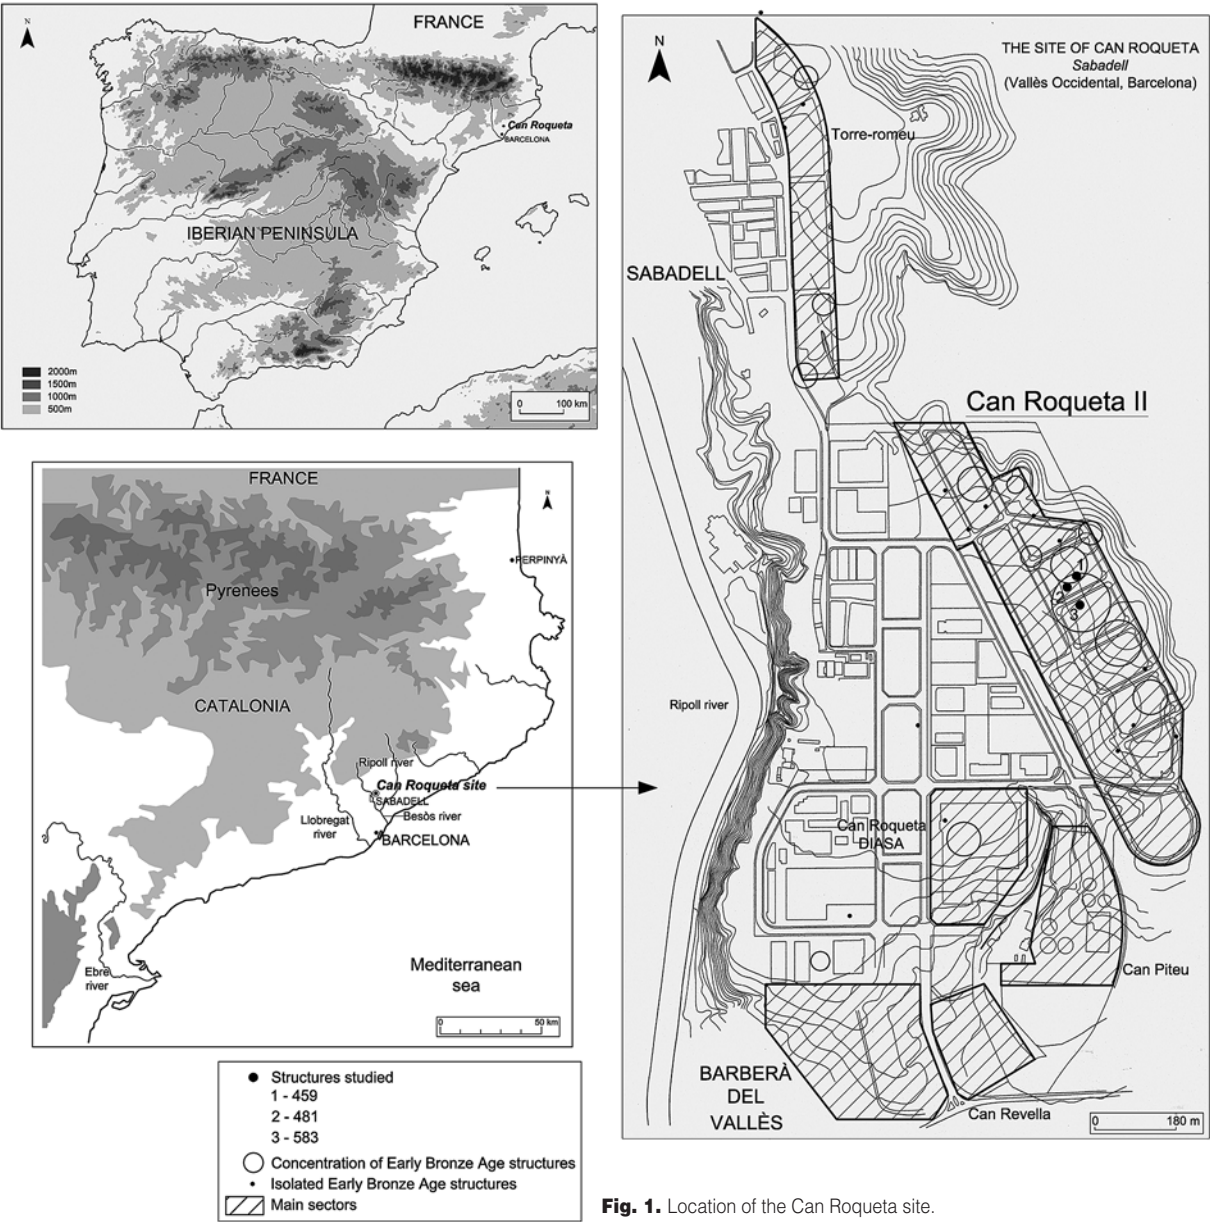 N
FRANCE
Can Roqueta
BARCELONA
IBERIAN PENINSULA
2000m
1500m
1000m
500m
0 100 km
FRANCE
N
PERPINYÀ
Pyrenees
CATALONIA
Ripoll river
Can Roqueta site
SABADELL
Besòs river
Llobregat
river
BARCELONA
Ebre
river
Mediterranean
sea
0 50 km
Structures studied
1 - 459
2 - 481
3 - 583
Concentration of Early Bronze Age structures
Isolated Early Bronze Age structures
Main sectors
N
THE SITE OF CAN ROQUETA
Sabadell
(Vallès Occidental, Barcelona)
Torre-romeu
SABADELL
Can Roqueta II
1
2
3
Ripoll river
Can Roqueta
DIASA
Can Piteu
BARBERÀ
DEL
VALLÈS
Can Revella
0 180 m
Fig. 1. Location of the Can Roqueta site.